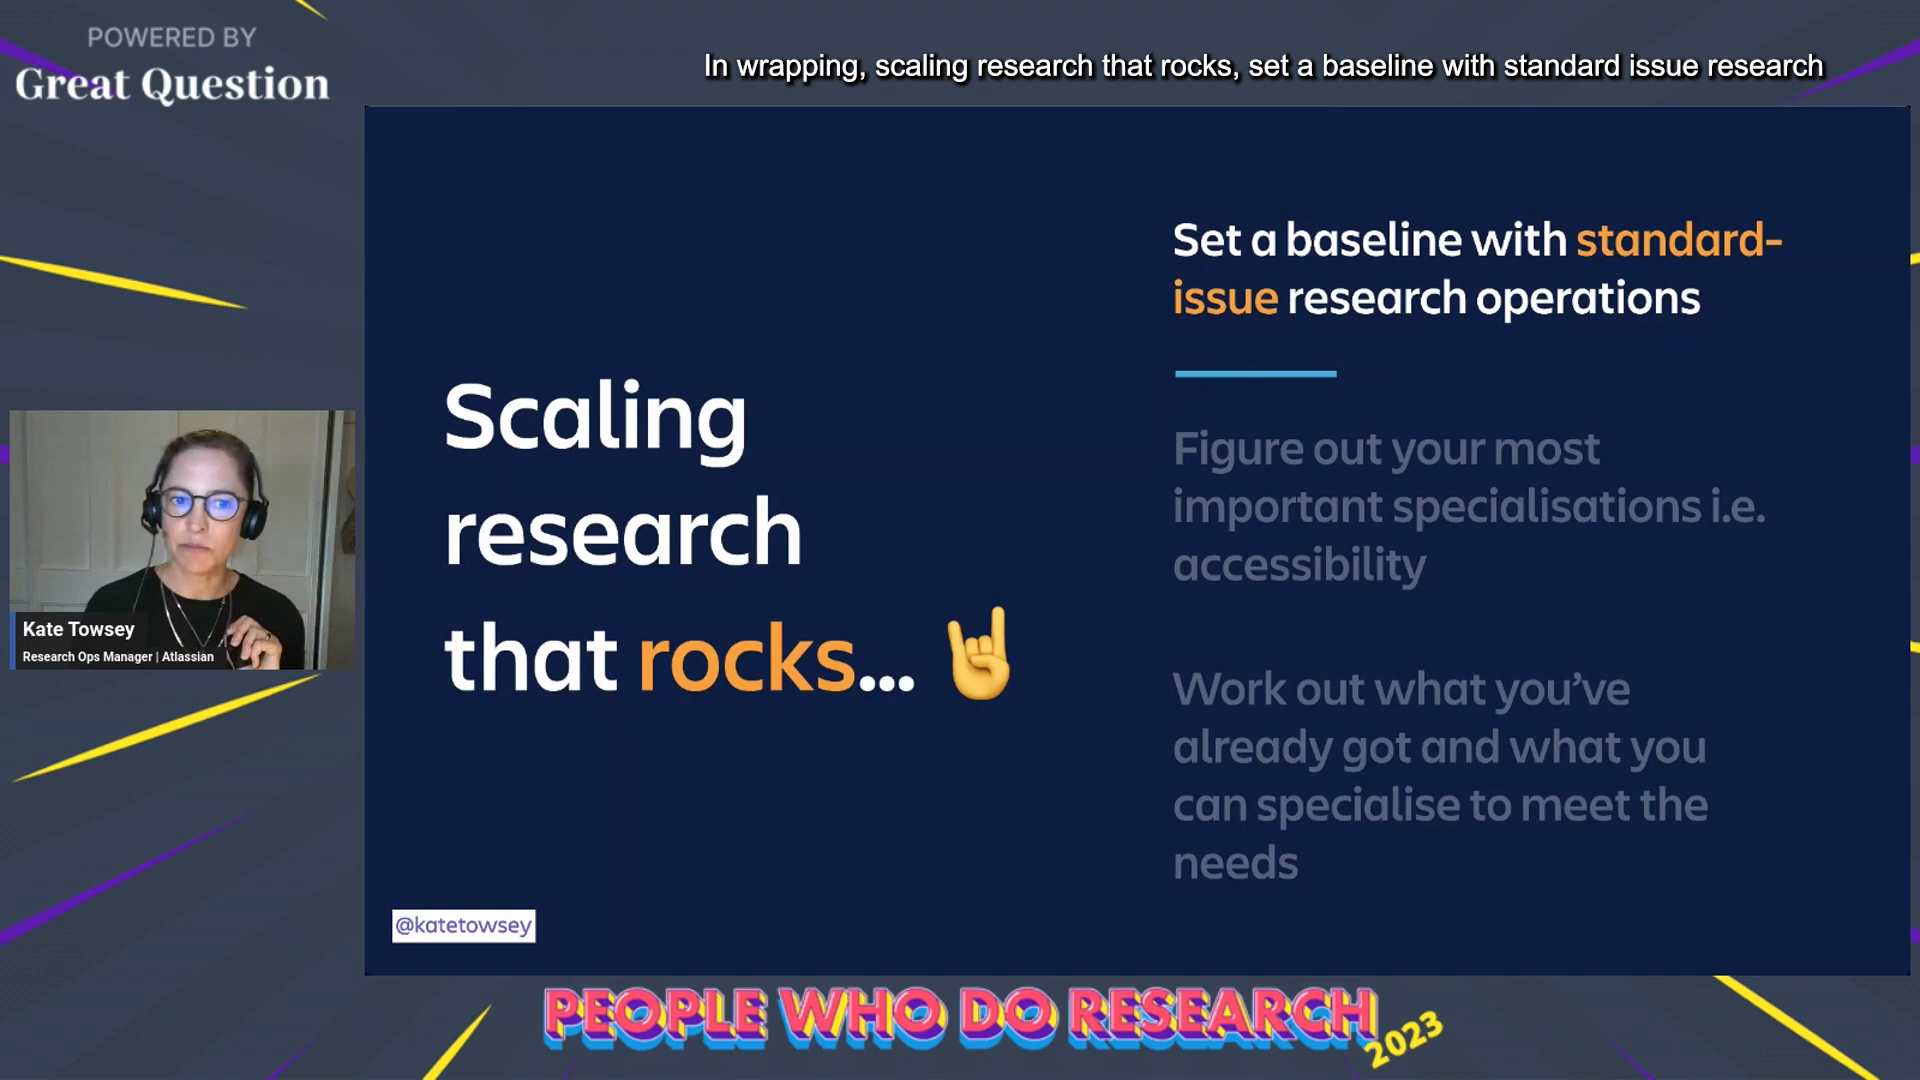 POWERED BY
Great Question
In wrapping, scaling research that rocks, set a baseline with standard issue research
Scaling
research
that rocks... 🤘
Set a baseline with standard-
issue research operations
Figure out your most
important specialisations i.e.
accessibility
Work out what you’ve
already got and what you
can specialise to meet the
needs
Kate Towsey
Research Ops Manager | Atlassian
@katetowsey
PEOPLE WHO DO RESEARCH
2023